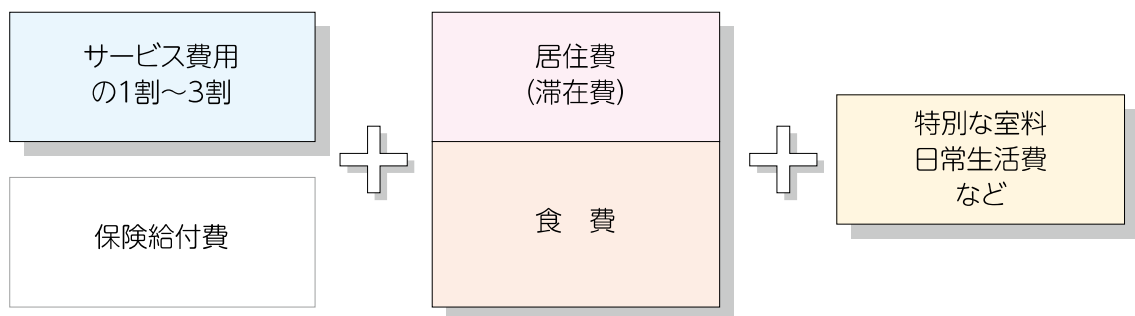 サービス費用
の1割～3割
保険給付費
居住費
(滞在費)
食　費
特別な室料
日常生活費
など